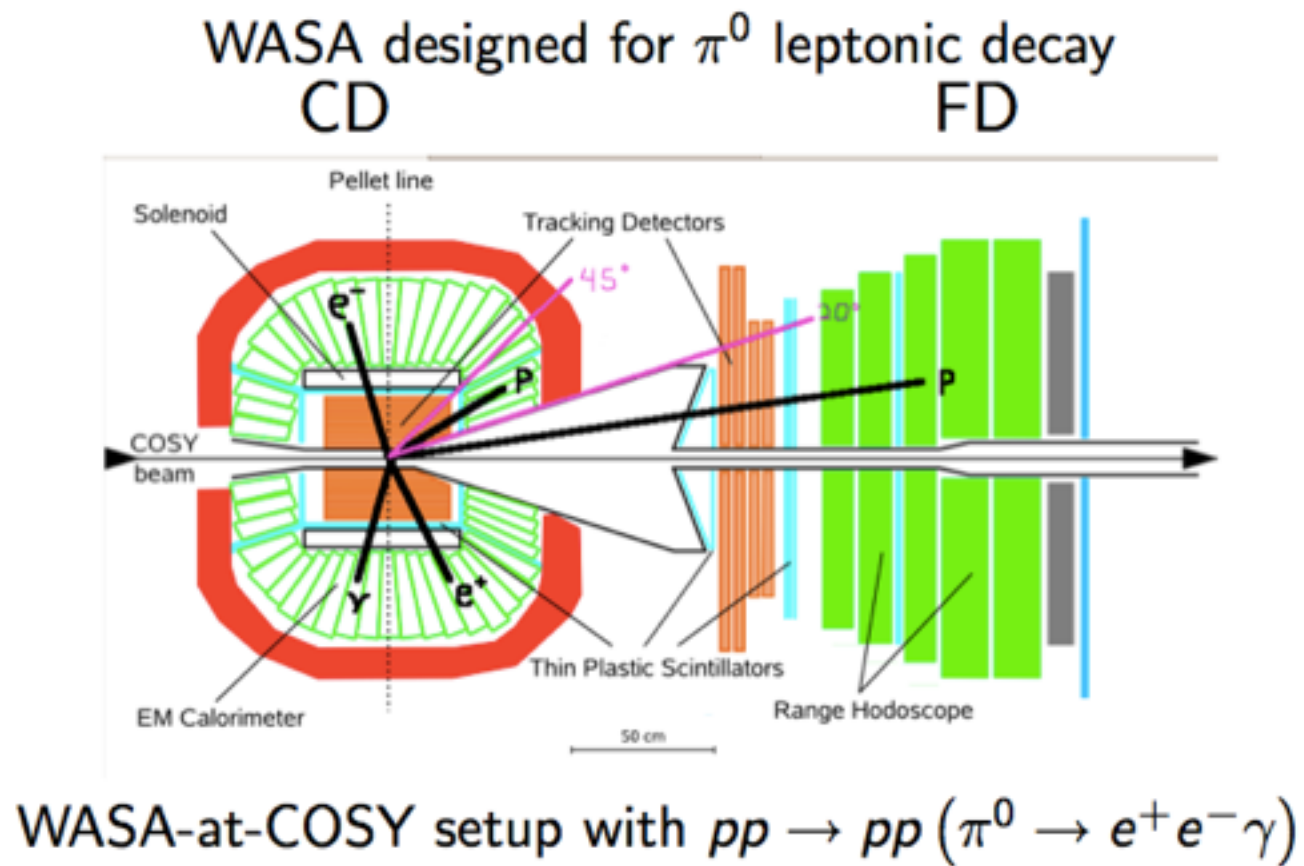 WASA designed for π⁰ leptonic decay
CD FD
Pellet line
Solenoid
Tracking Detectors
45°
20°
e⁻
P
P
COSY
beam
γ
e⁺
Thin Plastic Scintillators
EM Calorimeter
Range Hodoscope
50 cm
WASA-at-COSY setup with pp → pp (π⁰ → e⁺e⁻γ)